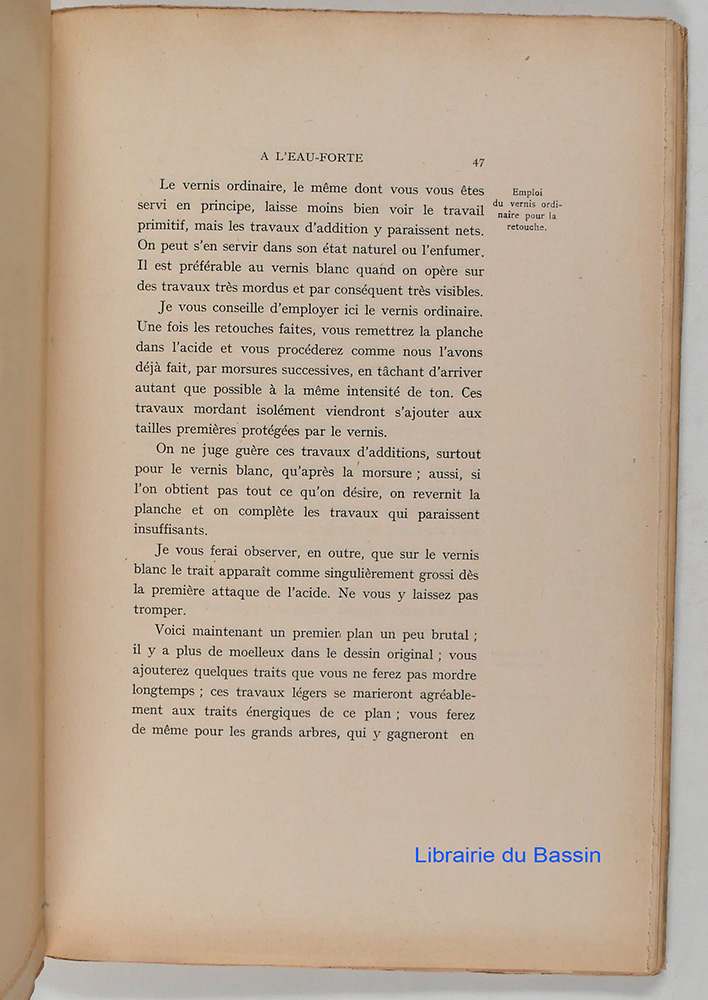 A L'EAU-FORTE
47
Le vernis ordinaire, le même dont vous vous êtes
servi en principe, laisse moins bien voir le travail
primitif, mais les travaux d'addition y paraissent nets.
On peut s'en servir dans son état naturel ou l'enfumer.
Il est préférable au vernis blanc quand on opère sur
des travaux très mordus et par conséquent très visibles.
Je vous conseille d'employer ici le vernis ordinaire.
Une fois les retouches faites, vous remettrez la planche
dans l'acide et vous procéderez comme nous l'avons
déjà fait, par morsures successives, en tâchant d'arriver
autant que possible à la même intensité de ton. Ces
travaux mordant isolément viendront s'ajouter aux
tailles premières protégées par le vernis.
On ne juge guère ces travaux d'additions, surtout
pour le vernis blanc, qu'après la morsure ; aussi, si
l'on obtient pas tout ce qu'on désire, on revernit la
planche et on complète les travaux qui paraissent
insuffisants.
Je vous ferai observer, en outre, que sur le vernis
blanc le trait apparaît comme singulièrement grossi dès
la première attaque de l'acide. Ne vous y laissez pas
tromper.
Voici maintenant un premier plan un peu brutal ;
il y a plus de moelleux dans le dessin original ; vous
ajouterez quelques traits que vous ne ferez pas mordre
longtemps ; ces travaux légers se marieront agréable-
ment aux traits énergiques de ce plan ; vous ferez
de même pour les grands arbres, qui y gagneront en
Emploi
du vernis ordi-
naire pour la
retouche.
Librairie du Bassin